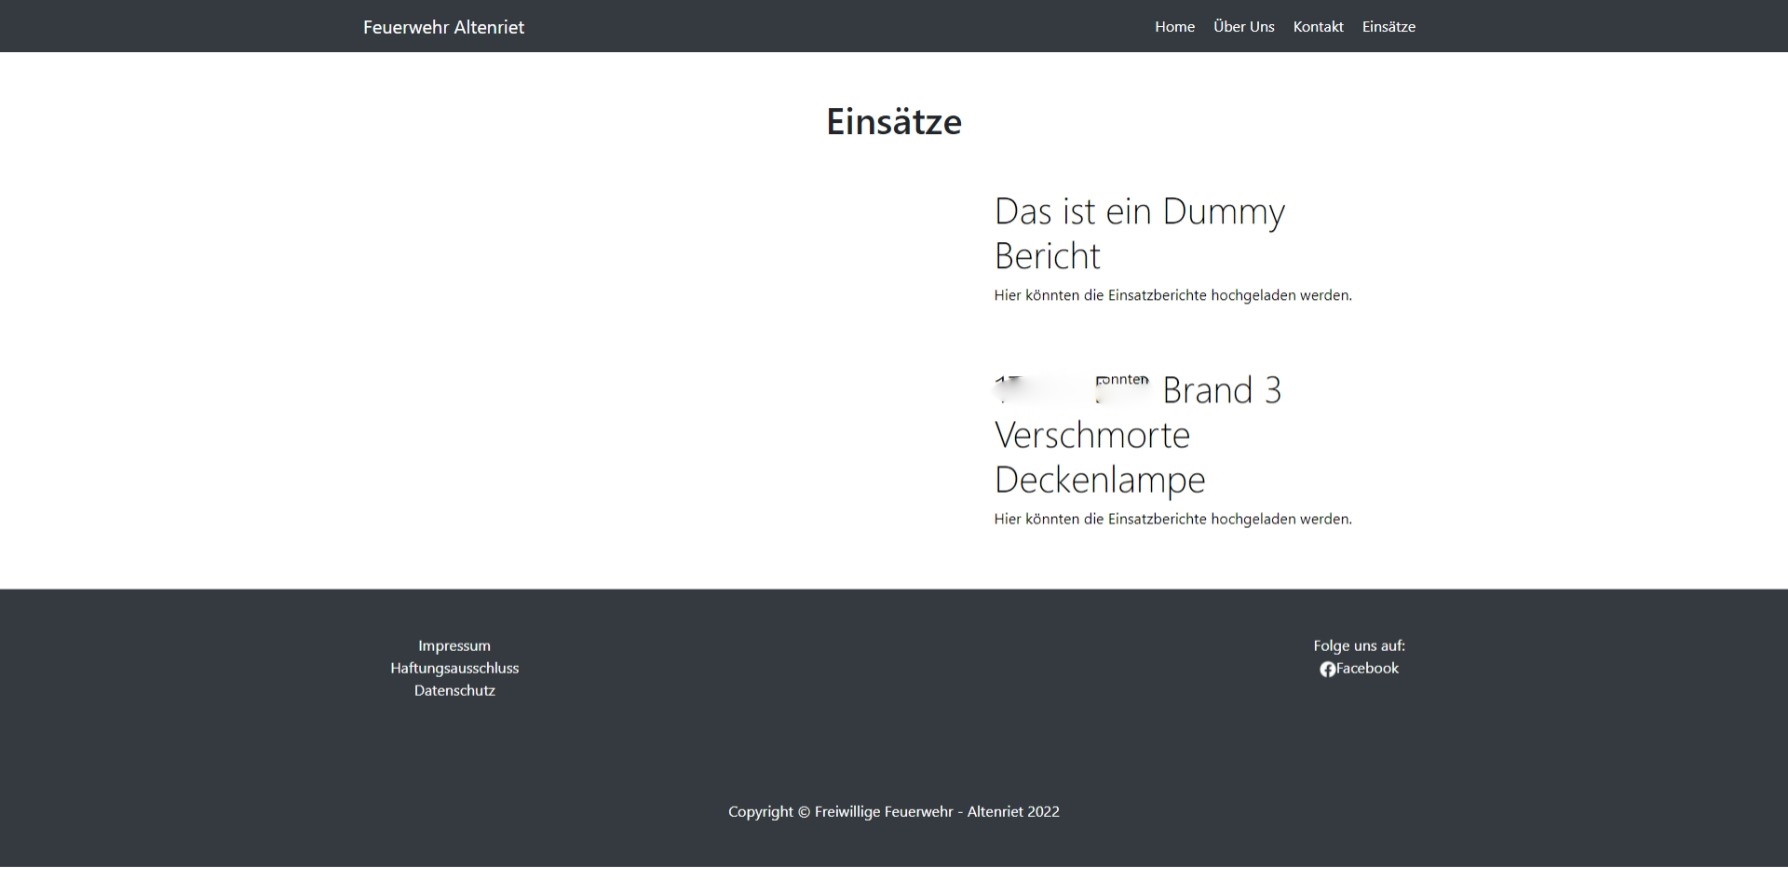 Feuerwehr Altenriet
Home Über Uns Kontakt Einsätze
Einsätze
Das ist ein Dummy
Bericht
Hier könnten die Einsatzberichte hochgeladen werden.
Brand 3
Verschmorte
Deckenlampe
Hier könnten die Einsatzberichte hochgeladen werden.
Impressum
Haftungsausschluss
Datenschutz
Folge uns auf:
Facebook
Copyright © Freiwillige Feuerwehr - Altenriet 2022